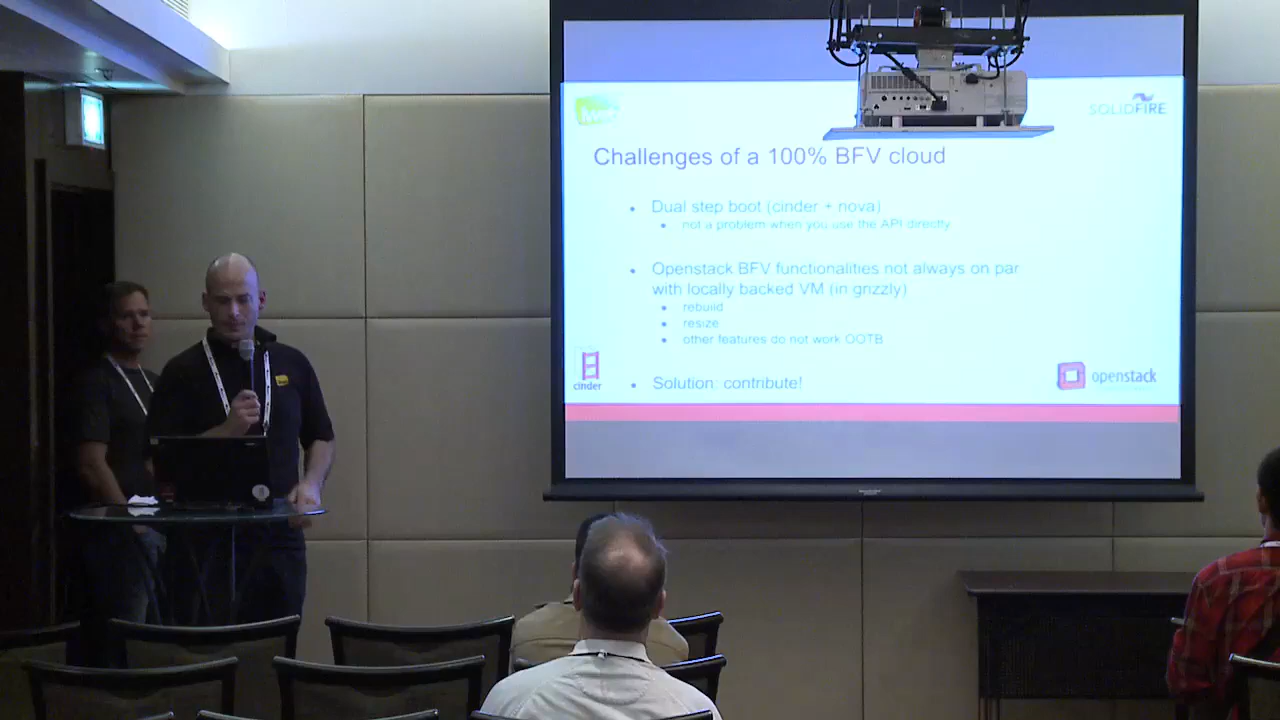 SOLIDFIRE
Challenges of a 100% BFV cloud
Dual step boot (cinder + nova)
not a problem when you use the API directly
Openstack BFV functionalities not always on par
with locally backed VM (in grizzly)
rebuild
resize
other features do not work OOTB
Solution: contribute!
cinder
openstack